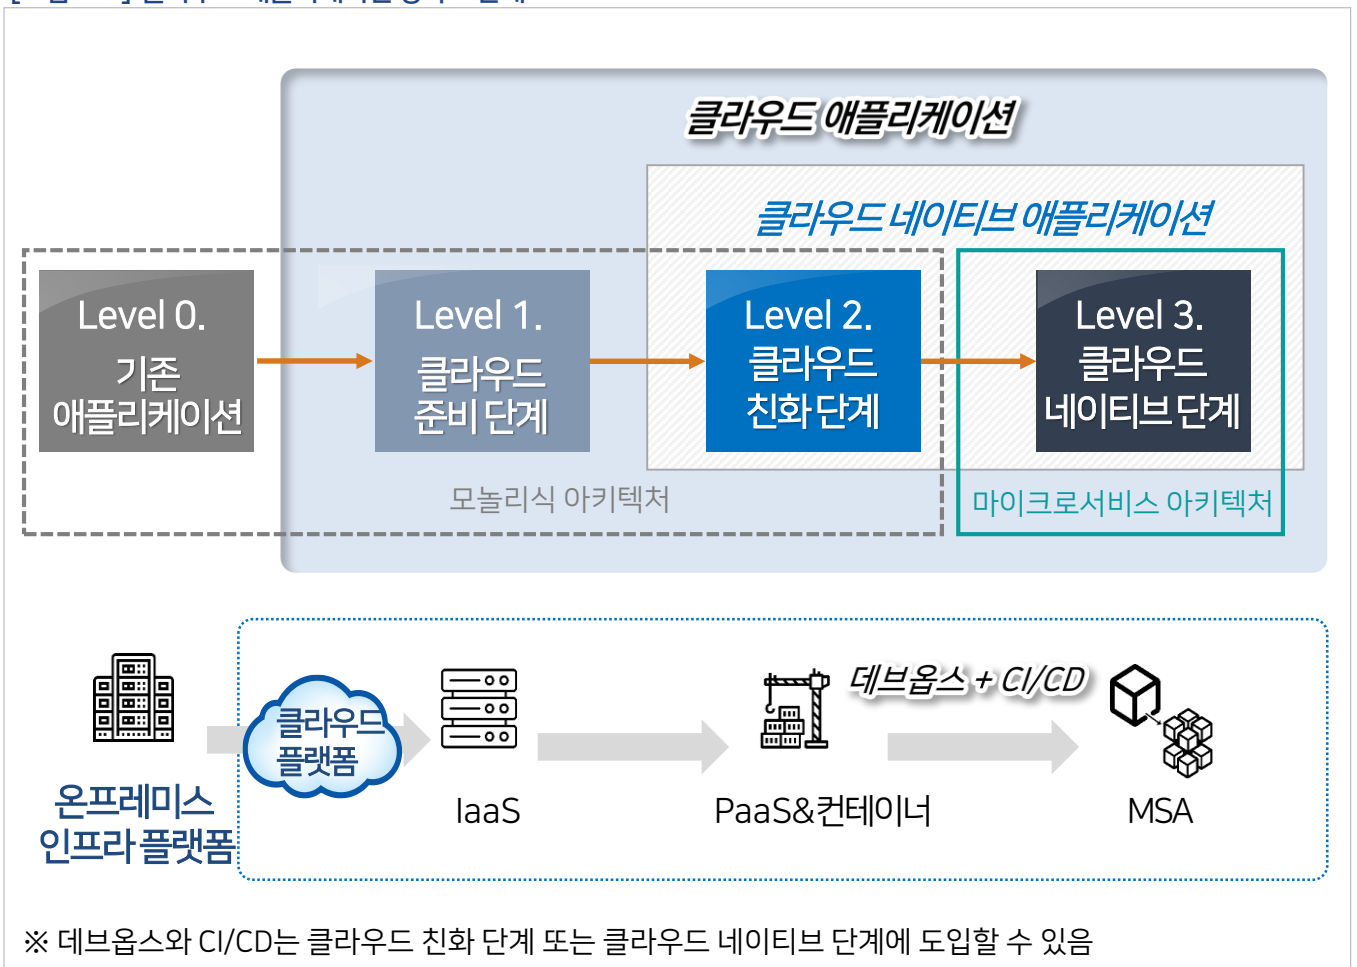 클라우드 애플리케이션
클라우드 네이티브 애플리케이션
Level 0.
기존
애플리케이션
Level 1.
클라우드
준비 단계
Level 2.
클라우드
친화 단계
Level 3.
클라우드
네이티브 단계
모놀리식 아키텍처
마이크로서비스 아키텍처
온프레미스
인프라 플랫폼
클라우드
플랫폼
IaaS
PaaS&컨테이너
데브옵스 + CI/CD
MSA
※ 데브옵스와 CI/CD는 클라우드 친화 단계 또는 클라우드 네이티브 단계에 도입할 수 있음